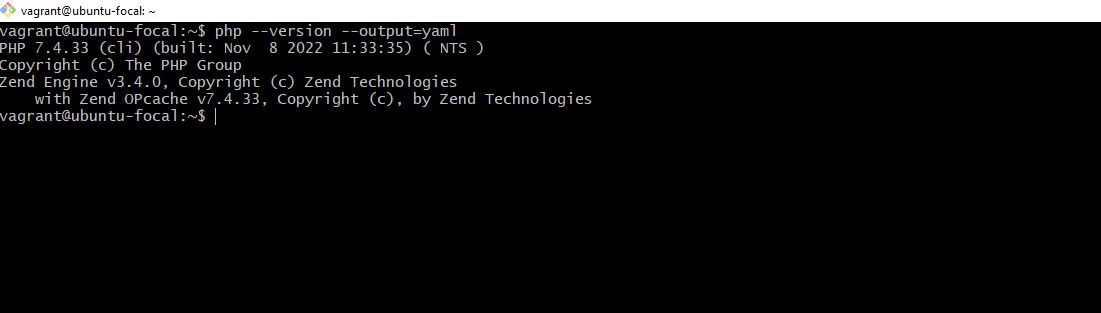 vagrant@ubuntu-focal: ~
vagrant@ubuntu-focal:~$ php --version --output=yaml
PHP 7.4.33 (cli) (built: Nov  8 2022 11:33:35) ( NTS )
Copyright (c) The PHP Group
Zend Engine v3.4.0, Copyright (c) Zend Technologies
    with Zend OPcache v7.4.33, Copyright (c), by Zend Technologies
vagrant@ubuntu-focal:~$